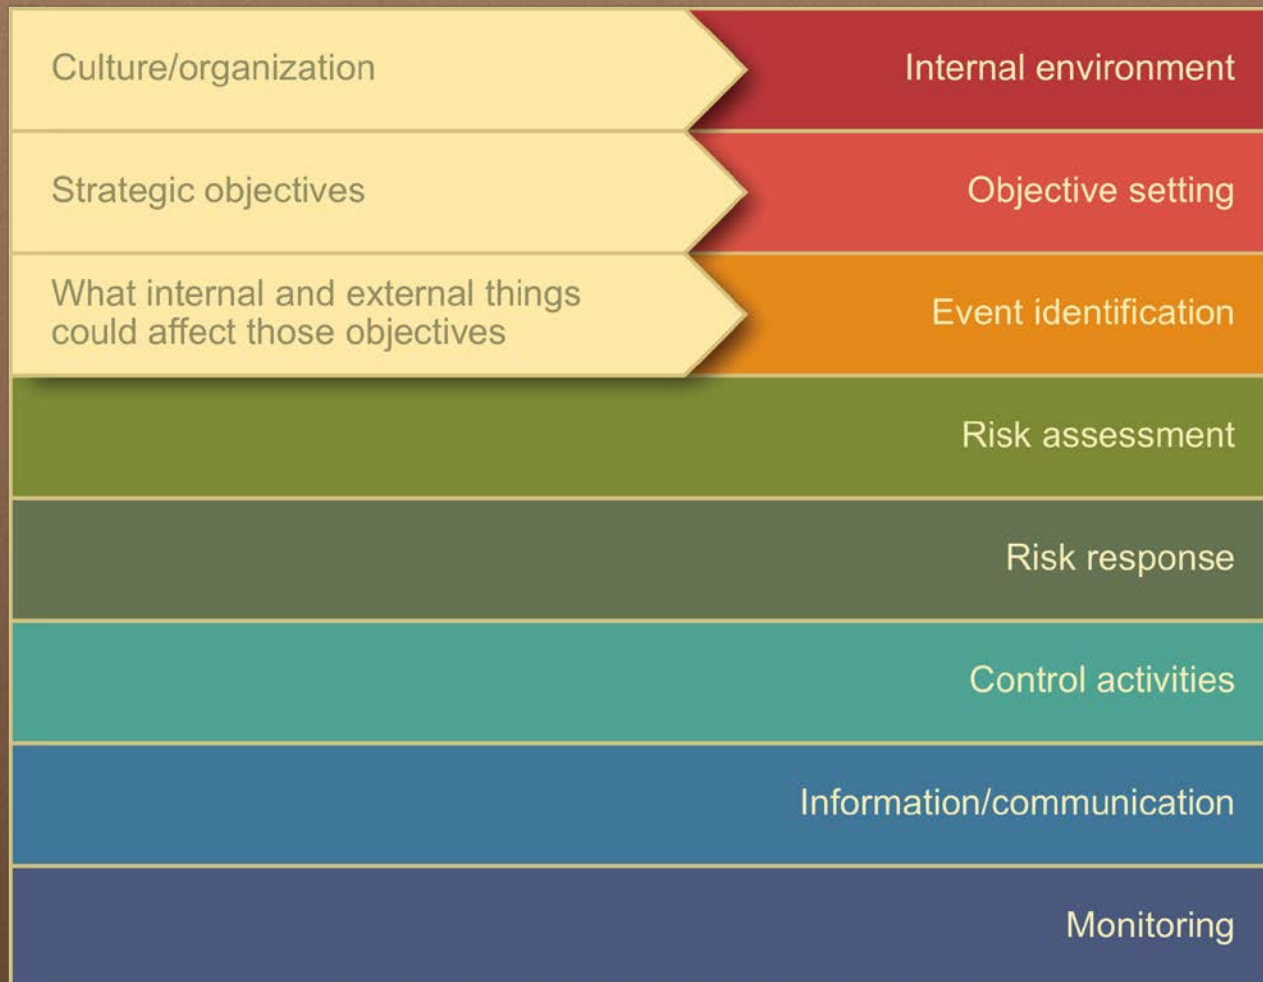 Culture/organization
Internal environment
Strategic objectives
Objective setting
What internal and external things
could affect those objectives
Event identification
Risk assessment
Risk response
Control activities
Information/communication
Monitoring